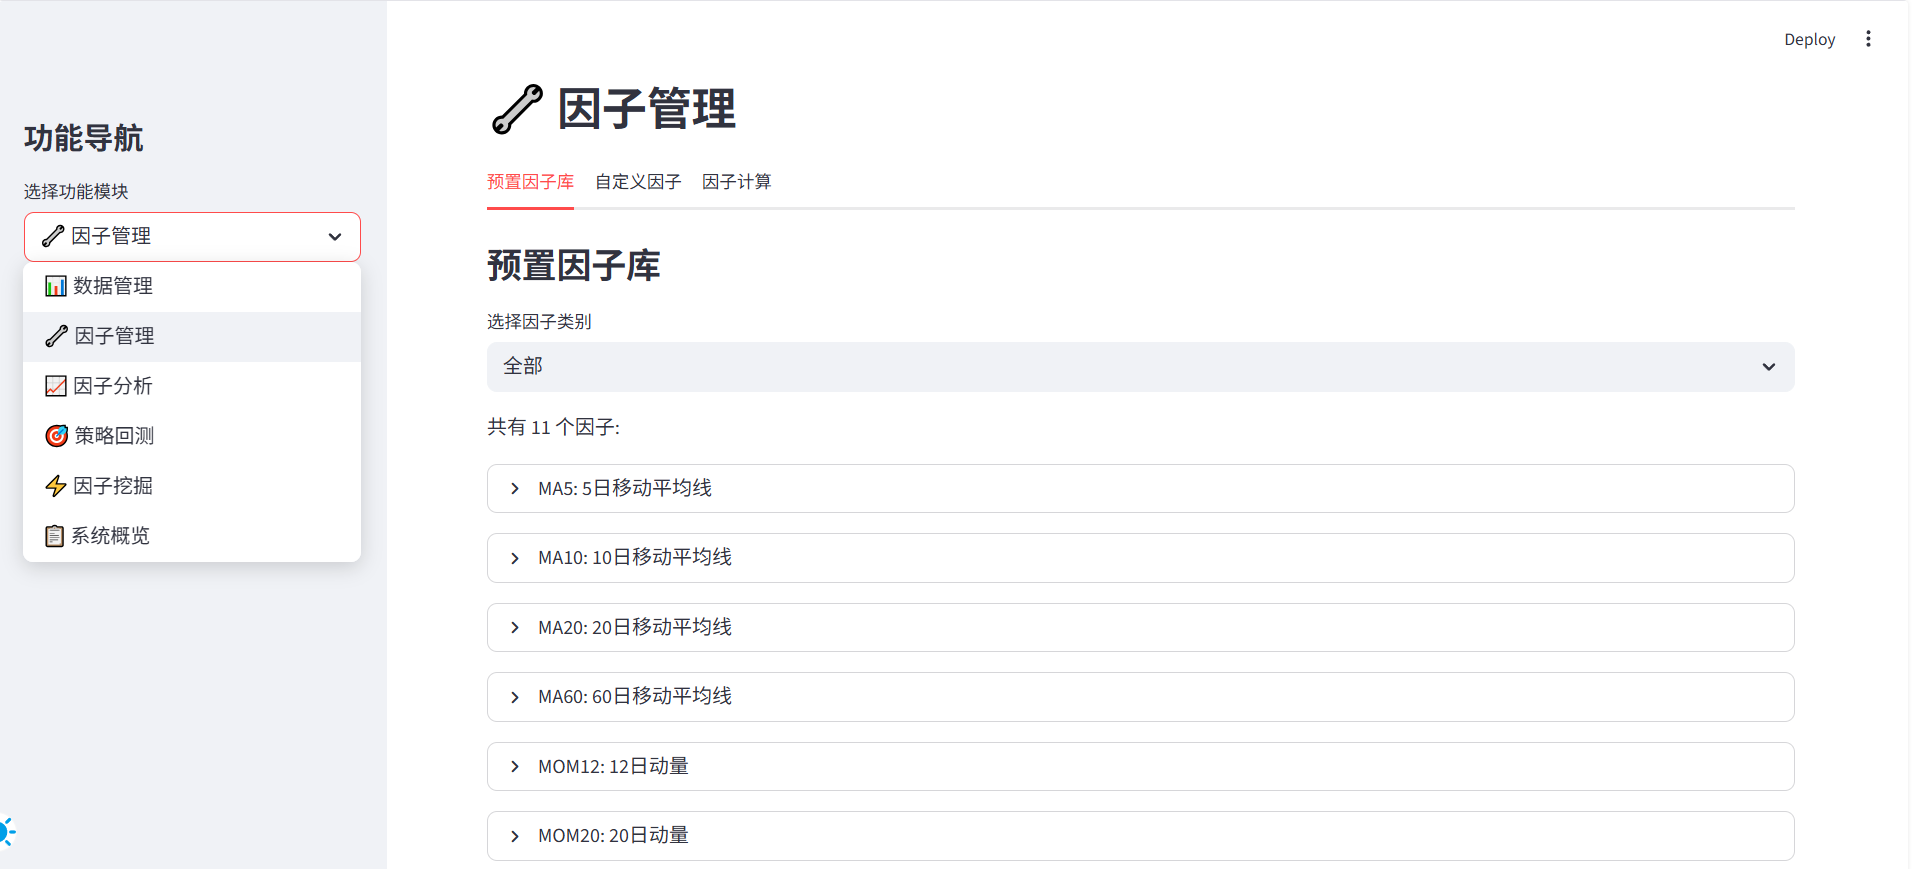 功能导航
选择功能模块
因子管理
数据管理
因子管理
因子分析
策略回测
因子挖掘
系统概览
Deploy
因子管理
预置因子库 自定义因子 因子计算
预置因子库
选择因子类别
全部
共有 11 个因子:
MA5: 5日移动平均线
MA10: 10日移动平均线
MA20: 20日移动平均线
MA60: 60日移动平均线
MOM12: 12日动量
MOM20: 20日动量